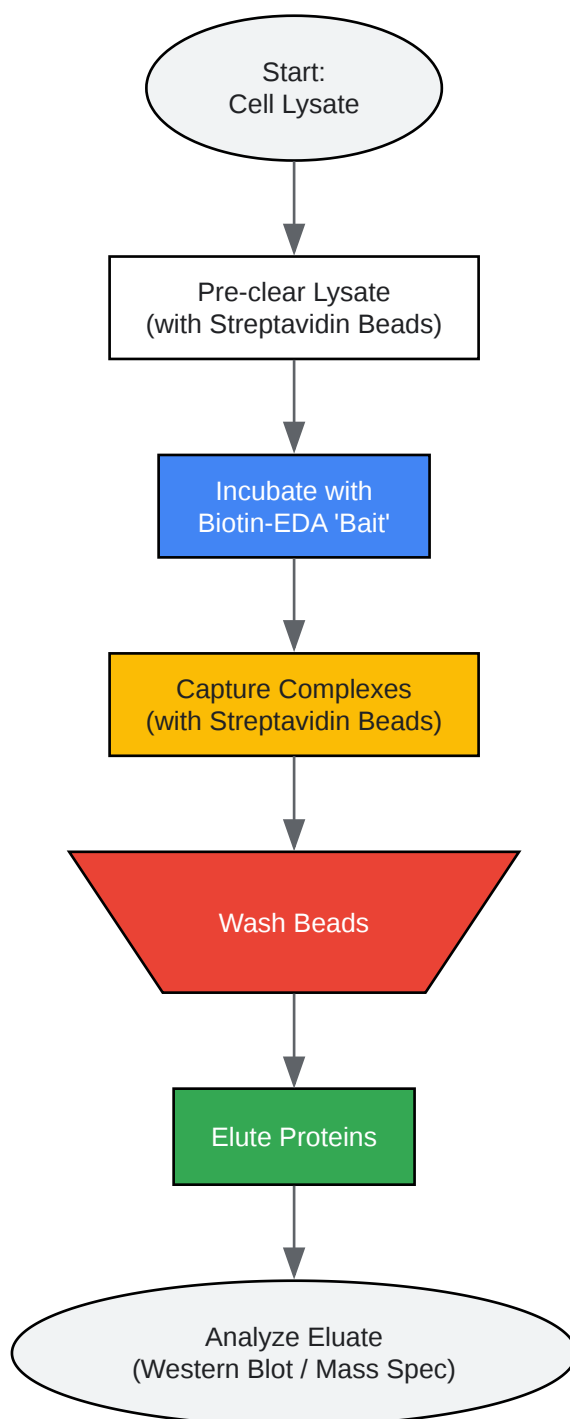 Start:
Cell Lysate
Pre-clear Lysate
(with Streptavidin Beads)
Incubate with
Biotin-EDA 'Bait'
Capture Complexes
(with Streptavidin Beads)
Wash Beads
Elute Proteins
Analyze Eluate
(Western Blot / Mass Spec)